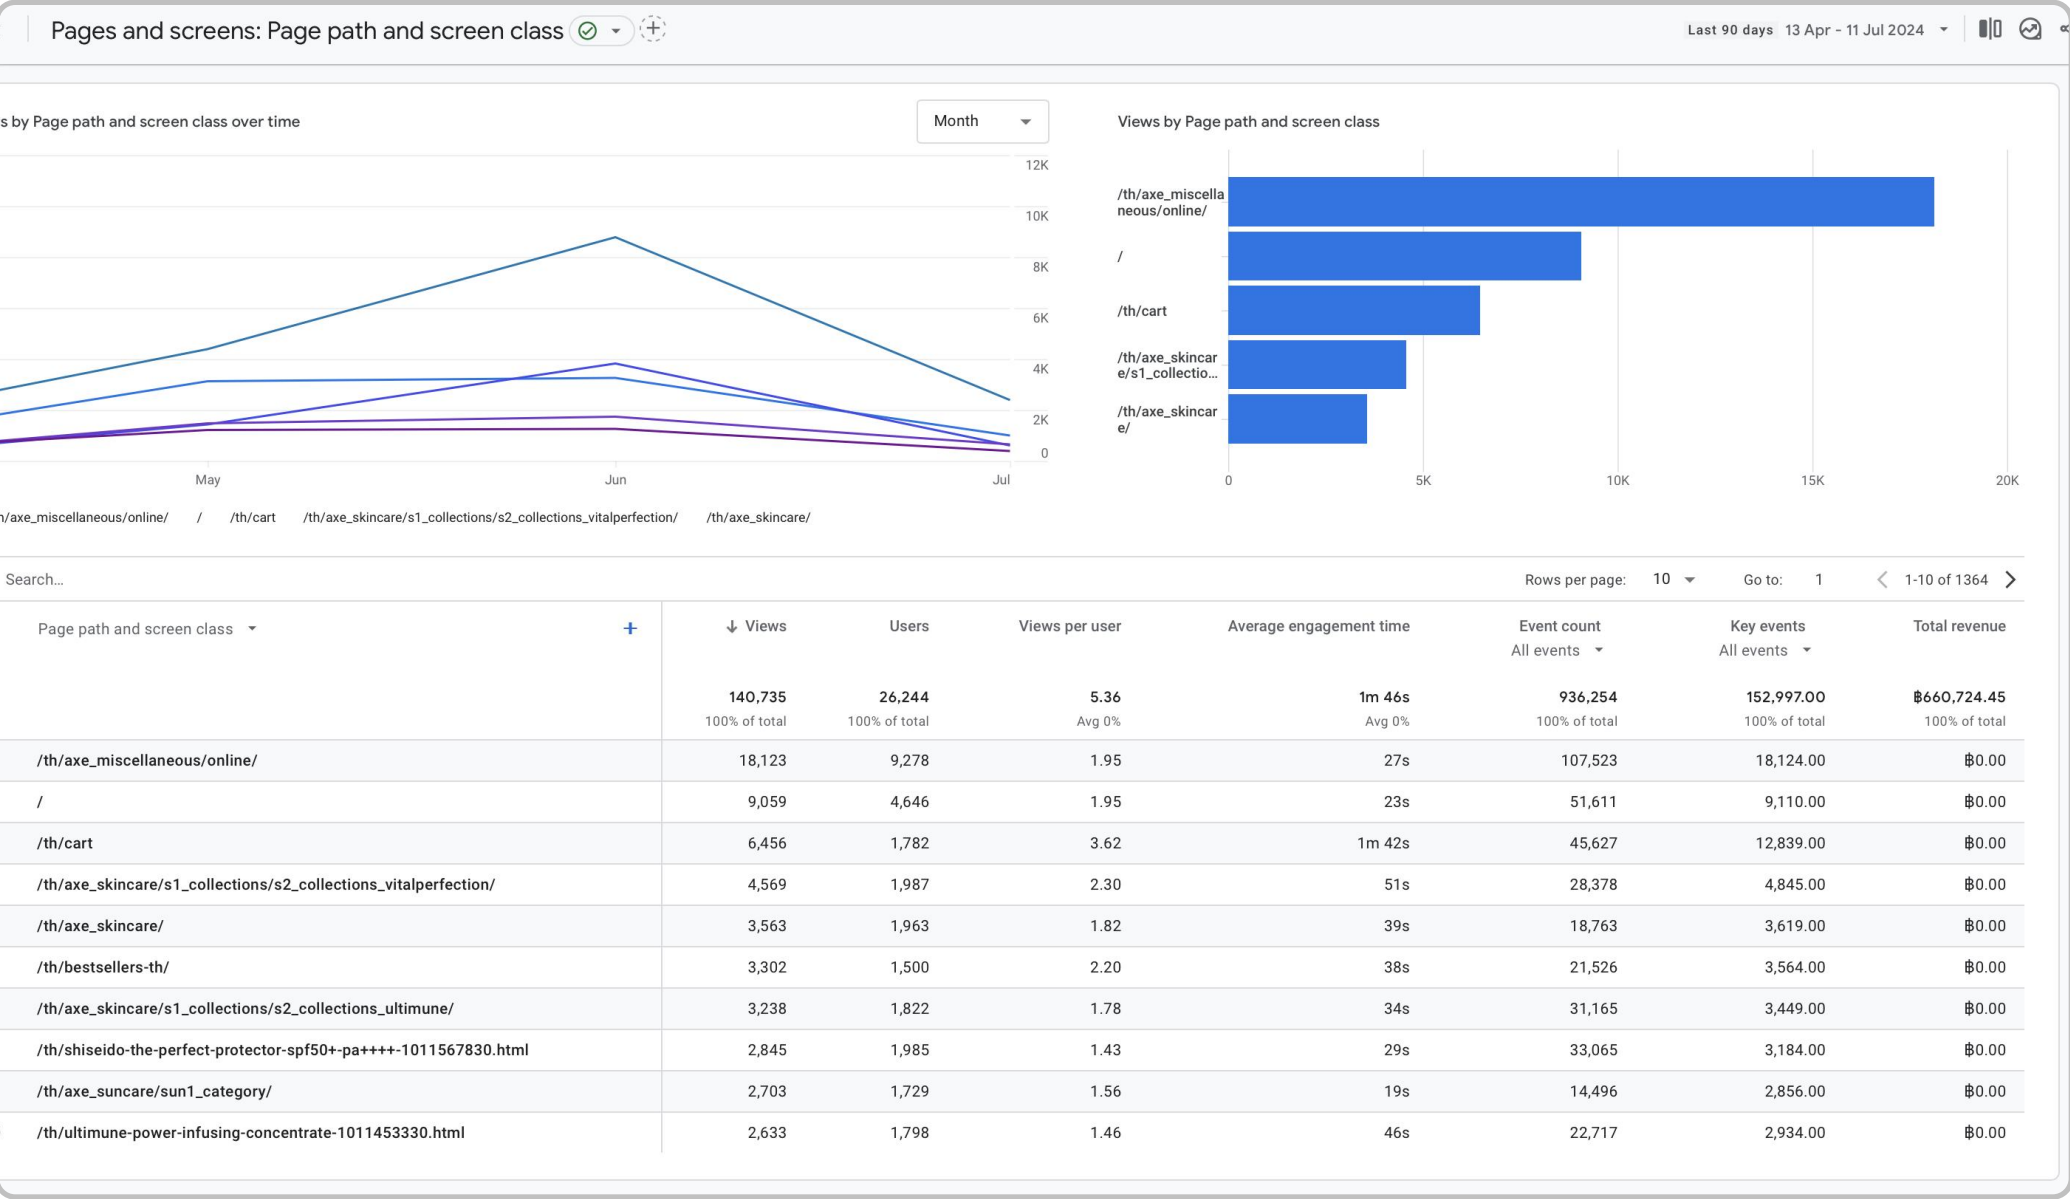 Pages and screens: Page path and screen class
Last 90 days 13 Apr - 11 Jul 2024
s by Page path and screen class over time
Month
12K
10K
8K
6K
4K
2K
0
May Jun Jul
h/axe_miscellaneous/online/ / /th/cart /th/axe_skincare/s1_collections/s2_collections_vitalperfection/ /th/axe_skincare/
Views by Page path and screen class
/th/axe_miscella
neous/online/
/
/th/cart
/th/axe_skincar
e/s1_collectio...
/th/axe_skincar
e/
0 5K 10K 15K 20K
Search...
Rows per page: 10 Go to: 1 1-10 of 1364
Page path and screen class + ↓ Views Users Views per user Average engagement time Event count Key events Total revenue
All events All events
140,735 26,244 5.36 1m 46s 936,254 152,997.00 ฿660,724.45
100% of total 100% of total Avg 0% Avg 0% 100% of total 100% of total 100% of total
/th/axe_miscellaneous/online/ 18,123 9,278 1.95 27s 107,523 18,124.00 ฿0.00
/ 9,059 4,646 1.95 23s 51,611 9,110.00 ฿0.00
/th/cart 6,456 1,782 3.62 1m 42s 45,627 12,839.00 ฿0.00
/th/axe_skincare/s1_collections/s2_collections_vitalperfection/ 4,569 1,987 2.30 51s 28,378 4,845.00 ฿0.00
/th/axe_skincare/ 3,563 1,963 1.82 39s 18,763 3,619.00 ฿0.00
/th/bestsellers-th/ 3,302 1,500 2.20 38s 21,526 3,564.00 ฿0.00
/th/axe_skincare/s1_collections/s2_collections_ultimune/ 3,238 1,822 1.78 34s 31,165 3,449.00 ฿0.00
/th/shiseido-the-perfect-protector-spf50+-pa++++-1011567830.html 2,845 1,985 1.43 29s 33,065 3,184.00 ฿0.00
/th/axe_suncare/sun1_category/ 2,703 1,729 1.56 19s 14,496 2,856.00 ฿0.00
/th/ultimune-power-infusing-concentrate-1011453330.html 2,633 1,798 1.46 46s 22,717 2,934.00 ฿0.00